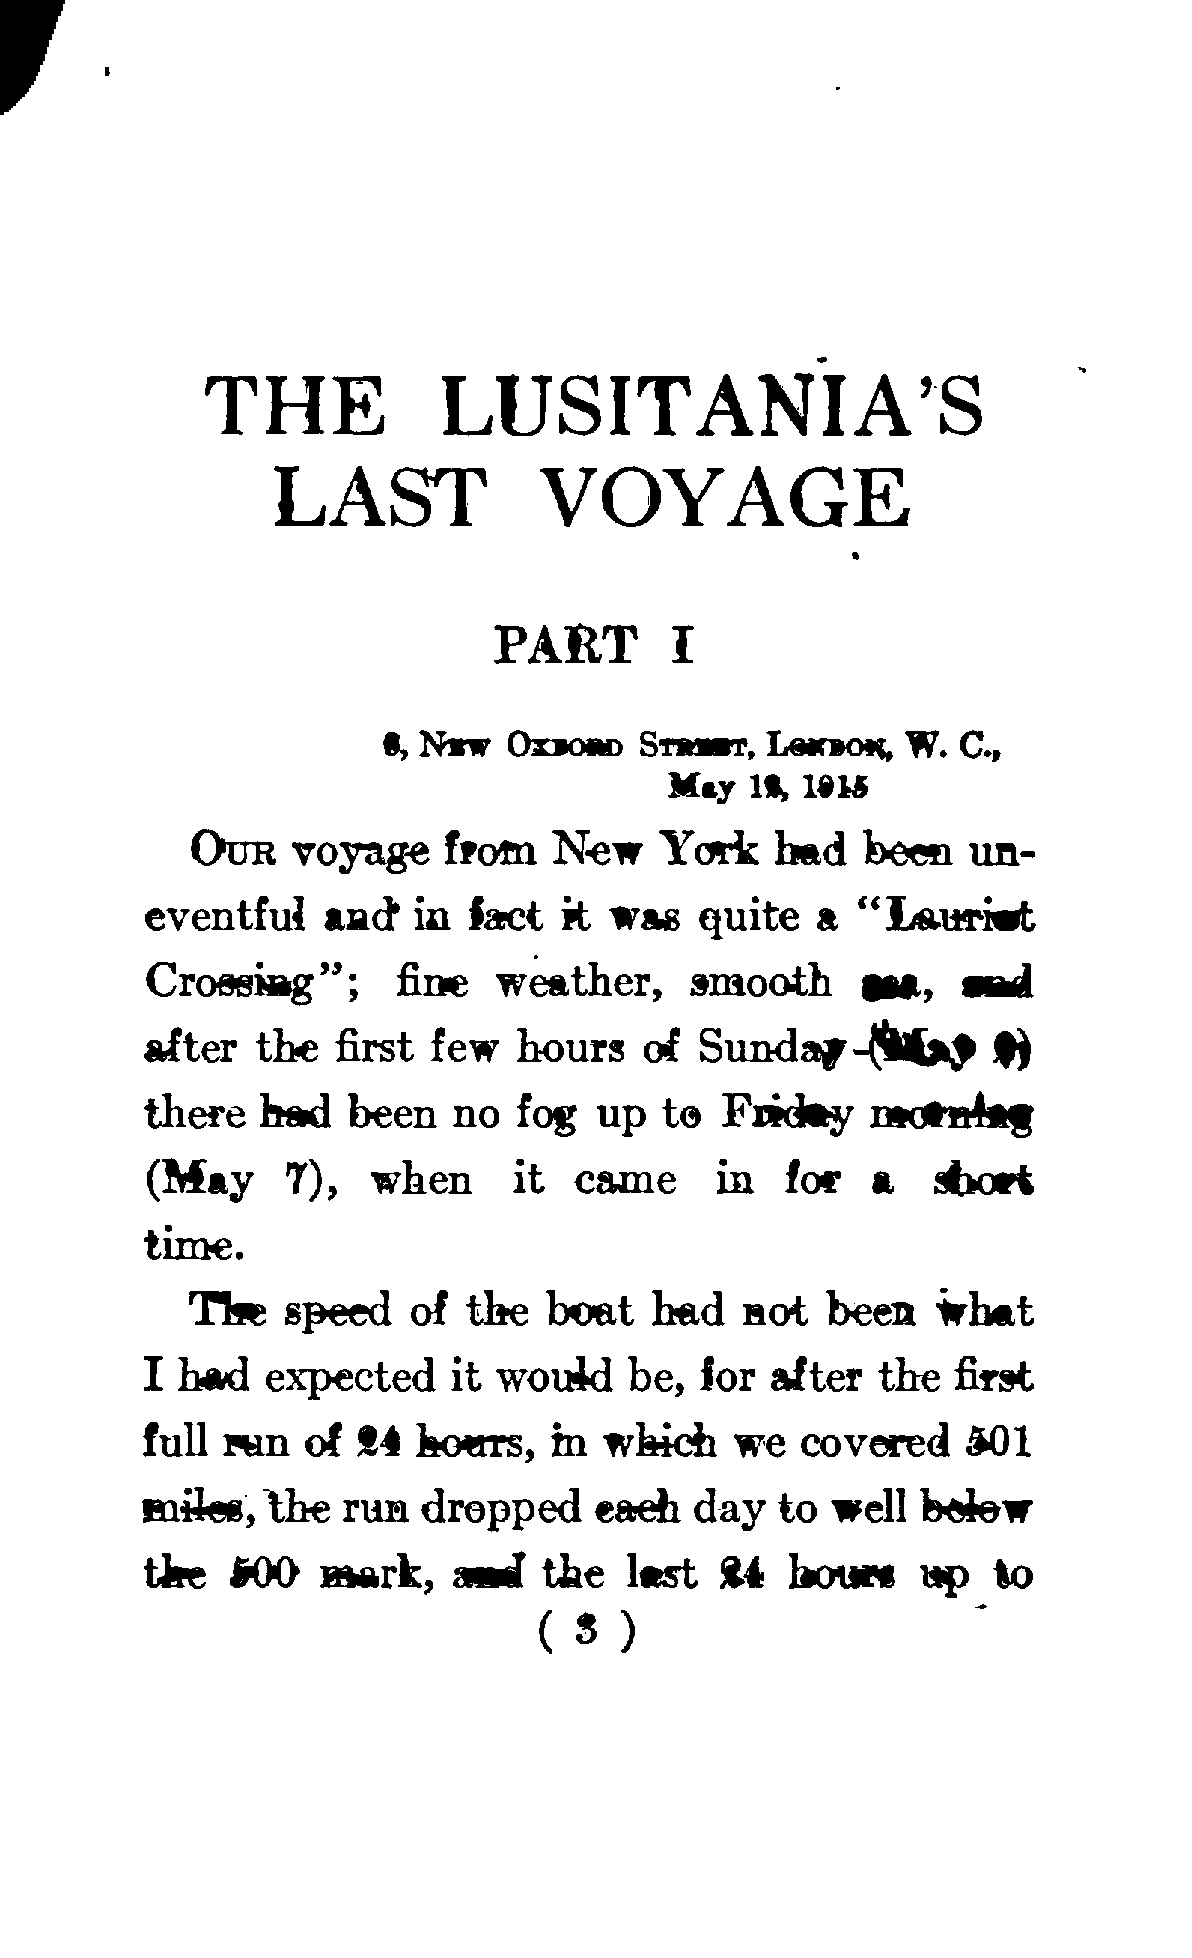 THE LUSITANIA'S
LAST VOYAGE
PART I
New Oxford Street, London, W. C.,
May 1915
Our voyage from New York had been un-
eventful and in fact it was quite a "Lauriat
Crossing"; fine weather, smooth sea, and
after the first few hours of Sunday (May
there had been no fog up to Friday morning
(May 7), when it came in for a short
time.
The speed of the boat had not been what
I had expected it would be, for after the first
full run of 24 hours, in which we covered 501
miles, the run dropped each day to well below
the 500 mark, and the last 24 hours up to
( 3 )